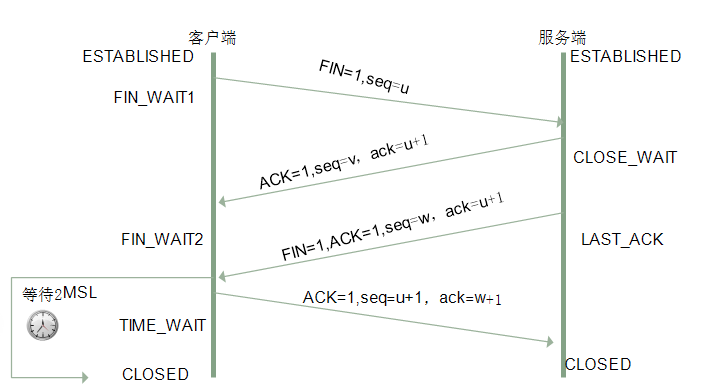 客户端
服务端
ESTABLISHED
ESTABLISHED
FIN=1,seq=u
FIN_WAIT1
ACK=1,seq=v，ack=u+1
CLOSE_WAIT
FIN=1,ACK=1,seq=w，ack=u+1
FIN_WAIT2
LAST_ACK
等待2MSL
ACK=1,seq=u+1，ack=w+1
TIME_WAIT
CLOSED
CLOSED